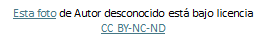 Esta foto de Autor desconocido está bajo licencia
CC BY-NC-ND